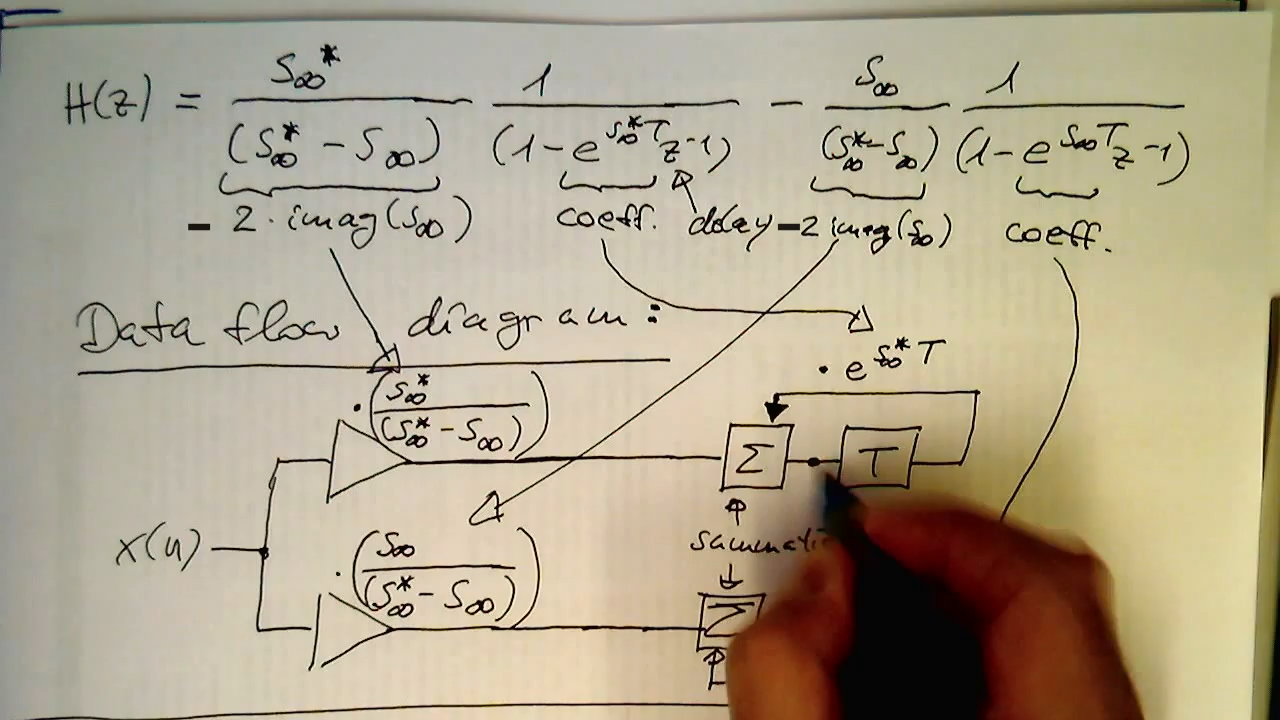 H(z) = S∞* / (S∞* - S∞) 1 / (1 - e^{S∞*T} z^{-1}) - S∞ / (S∞* - S∞) 1 / (1 - e^{S∞T} z^{-1})
- 2 · imag(S∞) coeff. delay - 2 imag(S∞) coeff.
Data flow diagram:
· e^{S∞*T}
· (S∞* / (S∞* - S∞))
Σ T
x(n)
· (S∞ / (S∞* - S∞))
Σ